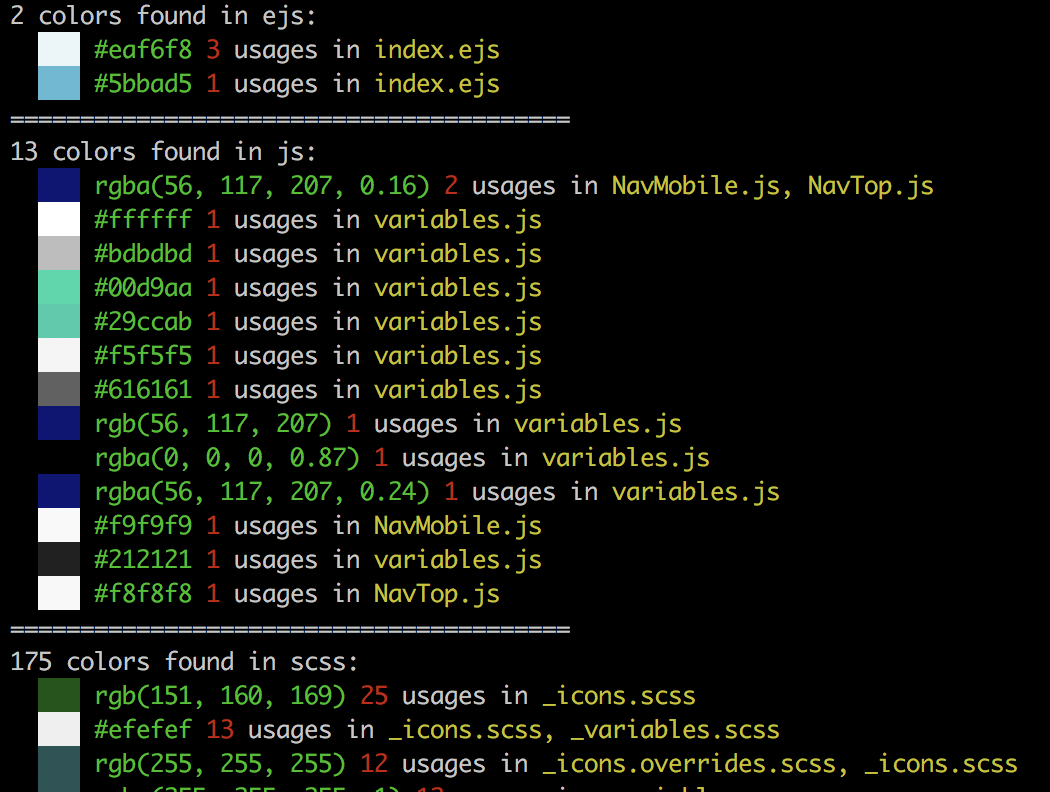 2 colors found in ejs:
#eaf6f8 3 usages in index.ejs
#5bbad5 1 usages in index.ejs
========================================
13 colors found in js:
rgba(56, 117, 207, 0.16) 2 usages in NavMobile.js, NavTop.js
#ffffff 1 usages in variables.js
#bdbdbd 1 usages in variables.js
#00d9aa 1 usages in variables.js
#29ccab 1 usages in variables.js
#f5f5f5 1 usages in variables.js
#616161 1 usages in variables.js
rgb(56, 117, 207) 1 usages in variables.js
rgba(0, 0, 0, 0.87) 1 usages in variables.js
rgba(56, 117, 207, 0.24) 1 usages in variables.js
#f9f9f9 1 usages in NavMobile.js
#212121 1 usages in variables.js
#f8f8f8 1 usages in NavTop.js
========================================
175 colors found in scss:
rgb(151, 160, 169) 25 usages in _icons.scss
#efefef 13 usages in _icons.scss, _variables.scss
rgb(255, 255, 255) 12 usages in _icons.overrides.scss, _icons.scss